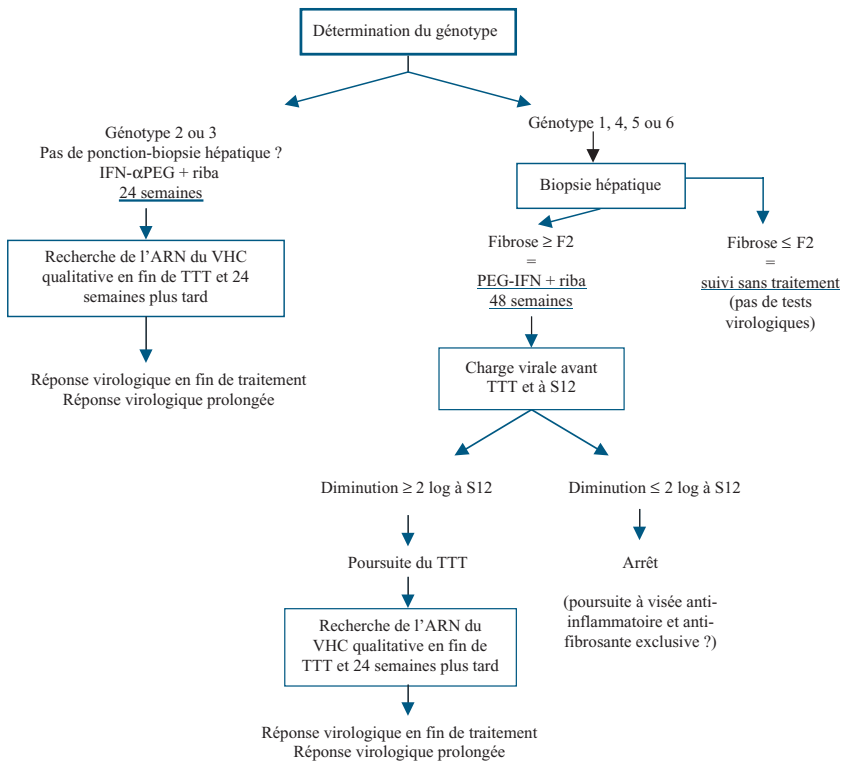 Détermination du génotype
Génotype 2 ou 3
Pas de ponction-biopsie hépatique ?
IFN-αPEG + riba
24 semaines
Recherche de l'ARN du VHC
qualitative en fin de TTT et 24
semaines plus tard
Réponse virologique en fin de traitement
Réponse virologique prolongée
Génotype 1, 4, 5 ou 6
Biopsie hépatique
Fibrose ≥ F2
=
PEG-IFN + riba
48 semaines
Fibrose ≤ F2
=
suivi sans traitement
(pas de tests
virologiques)
Charge virale avant
TTT et à S12
Diminution ≥ 2 log à S12
Poursuite du TTT
Recherche de l'ARN du
VHC qualitative en fin de
TTT et 24 semaines plus tard
Réponse virologique en fin de traitement
Réponse virologique prolongée
Diminution ≤ 2 log à S12
Arrêt
(poursuite à visée anti-
inflammatoire et anti-
fibrosante exclusive ?)